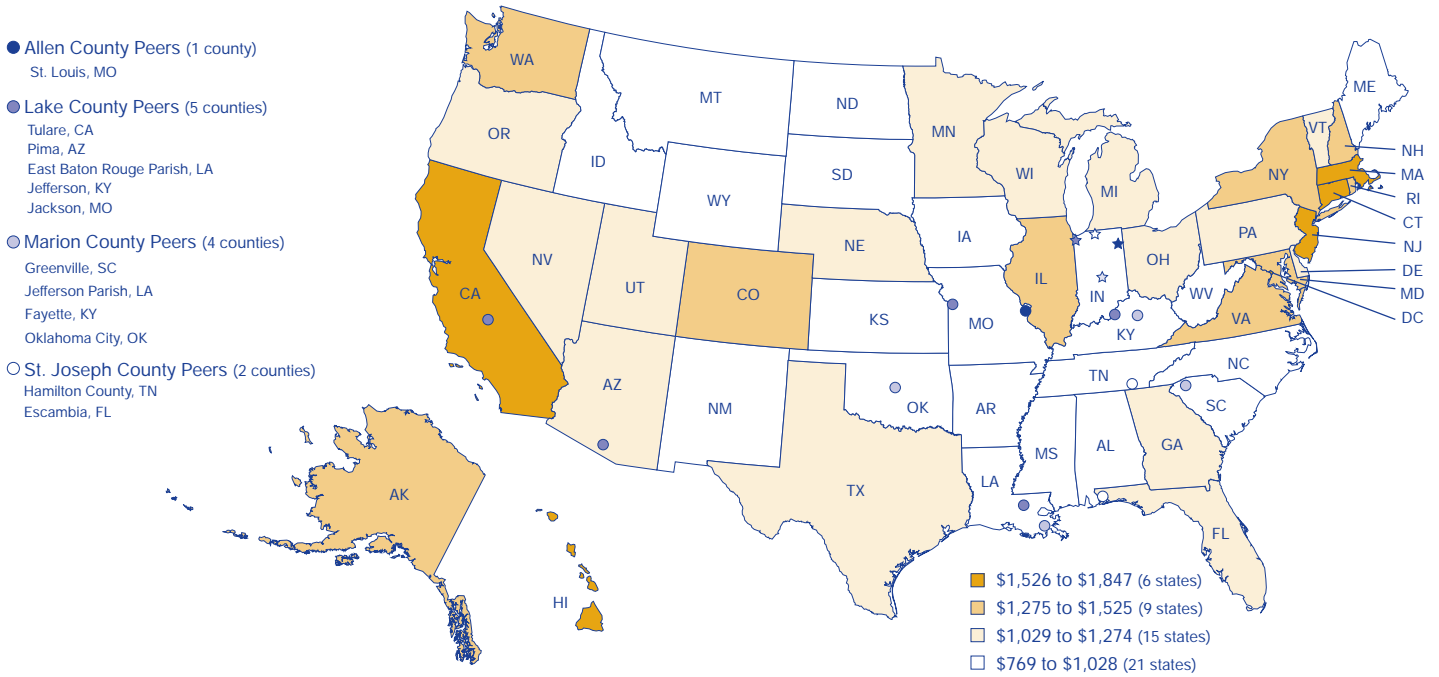 Allen County Peers (1 county)
St. Louis, MO
Lake County Peers (5 counties)
Tulare, CA
Pima, AZ
East Baton Rouge Parish, LA
Jefferson, KY
Jackson, MO
Marion County Peers (4 counties)
Greenville, SC
Jefferson Parish, LA
Fayette, KY
Oklahoma City, OK
St. Joseph County Peers (2 counties)
Hamilton County, TN
Escambia, FL
WA
OR
CA
NV
ID
MT
WY
UT
AZ
CO
NM
ND
SD
NE
KS
OK
TX
MN
IA
MO
AR
LA
WI
IL
MI
IN
OH
KY
TN
MS
AL
GA
FL
SC
NC
VA
WV
PA
NY
VT
ME
NH
MA
RI
CT
NJ
DE
MD
DC
AK
HI
$1,526 to $1,847 (6 states)
$1,275 to $1,525 (9 states)
$1,029 to $1,274 (15 states)
$769 to $1,028 (21 states)